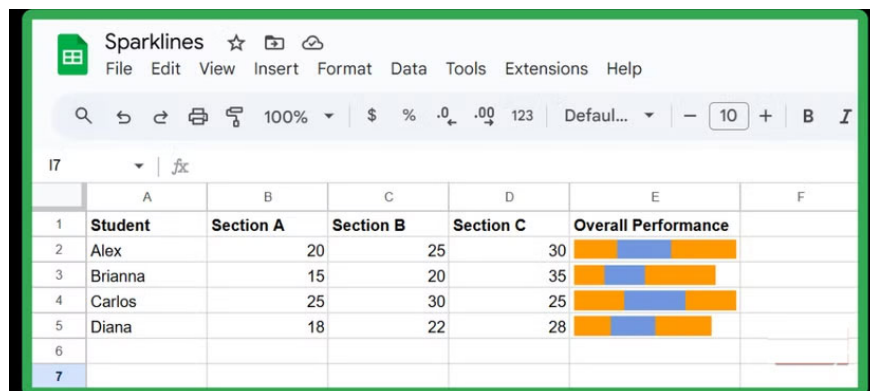 Sparklines
File Edit View Insert Format Data Tools Extensions Help
100% $ % .0 .00 123 Defaul... − 10 + B I
I7 fx
A B C D E F
1 Student Section A Section B Section C Overall Performance
2 Alex 20 25 30
3 Brianna 15 20 35
4 Carlos 25 30 25
5 Diana 18 22 28
6
7